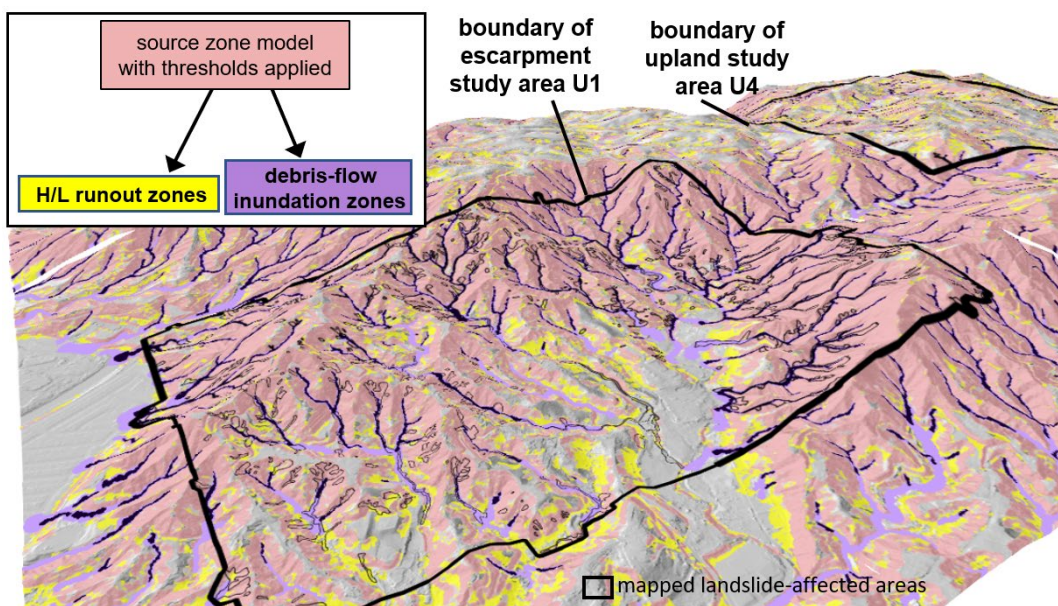 source zone model
with thresholds applied
H/L runout zones
debris-flow
inundation zones
boundary of
escarpment
study area U1
boundary of
upland study
area U4
mapped landslide-affected areas